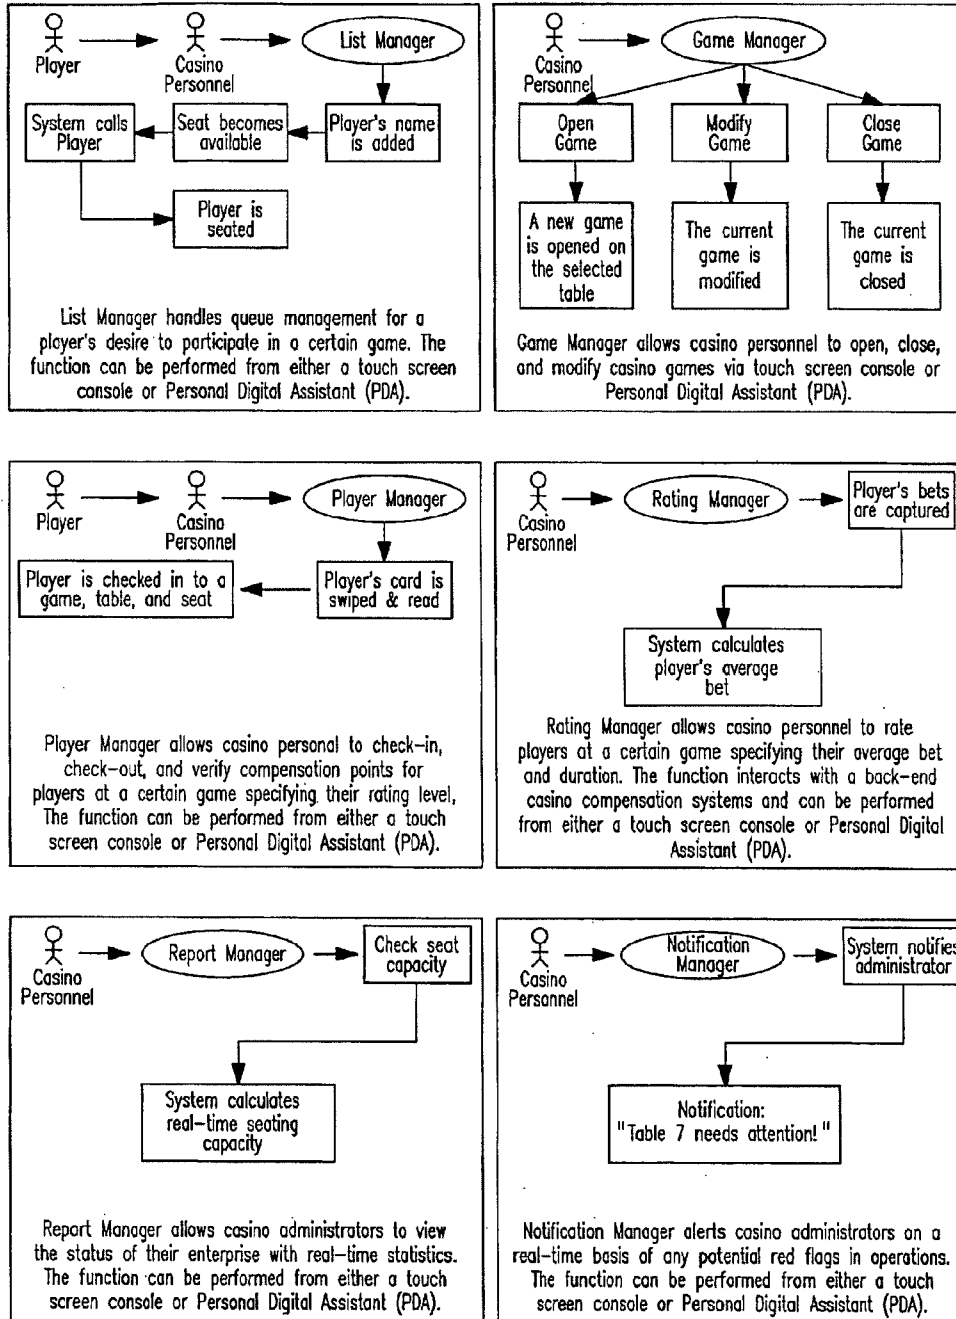 Player
Casino
Personnel
List Manager
System calls
Player
Seat becomes
available
Player's name
is added
Player is
seated
List Manager handles queue management for a
player's desire to participate in a certain game. The
function can be performed from either a touch screen
console or Personal Digital Assistant (PDA).
Casino
Personnel
Game Manager
Open
Game
Modify
Game
Close
Game
A new game
is opened on
the selected
table
The current
game is
modified
The current
game is
closed
Game Manager allows casino personnel to open, close,
and modify casino games via touch screen console or
Personal Digital Assistant (PDA).
Player
Casino
Personnel
Player Manager
Player is checked in to a
game, table, and seat
Player's card is
swiped & read
Player Manager allows casino personal to check-in,
check-out, and verify compensation points for
players at a certain game specifying their rating level,
The function can be performed from either a touch
screen console or Personal Digital Assistant (PDA).
Casino
Personnel
Rating Manager
Player's bets
are captured
System calculates
player's average
bet
Rating Manager allows casino personnel to rate
players at a certain game specifying their average bet
and duration. The function interacts with a back-end
casino compensation systems and can be performed
from either a touch screen console or Personal Digital
Assistant (PDA).
Casino
Personnel
Report Manager
Check seat
capacity
System calculates
real-time seating
capacity
Report Manager allows casino administrators to view
the status of their enterprise with real-time statistics.
The function can be performed from either a touch
screen console or Personal Digital Assistant (PDA).
Casino
Personnel
Notification
Manager
System notifies
administrator
Notification:
"Table 7 needs attention!"
Notification Manager alerts casino administrators on a
real-time basis of any potential red flags in operations.
The function can be performed from either a touch
screen console or Personal Digital Assistant (PDA).